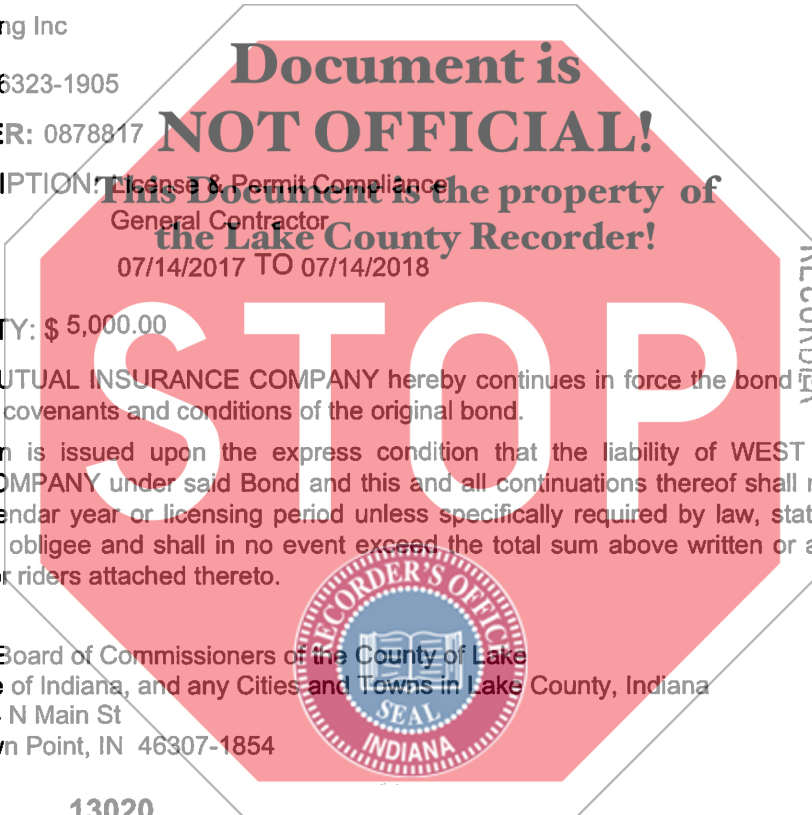 ng Inc
Document is
6323-1905
NOT OFFICIAL!
ER: 0878817
IPTION: License & Permit Compliance
This Document is the property of
General Contractor
the Lake County Recorder!
07/14/2017 TO 07/14/2018
RECORDER
TY: $ 5,000.00
STOP
UTUAL INSURANCE COMPANY hereby continues in force the bond
covenants and conditions of the original bond.
n is issued upon the express condition that the liability of WEST
OMPANY under said Bond and this and all continuations thereof shall
endar year or licensing period unless specifically required by law, stat
obligee and shall in no event exceed the total sum above written or a
r riders attached thereto.
RECORDER'S OFFICE
Board of Commissioners of the County of Lake
e of Indiana, and any Cities and Towns in Lake County, Indiana
N Main St
SEAL
n Point, IN 46307-1854
INDIANA
13020